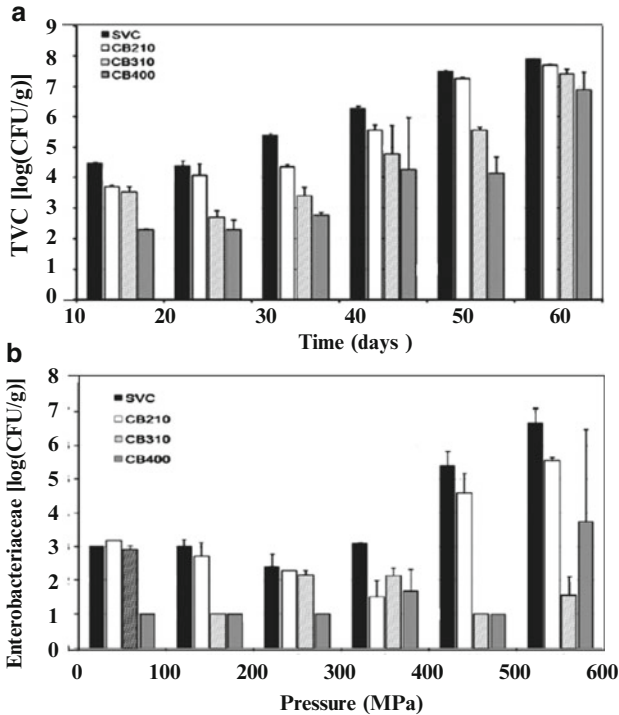 a
9
8
7
6
5
4
3
2
1
0
TVC [log(CFU/g)]
SVC
CB210
CB310
CB400
10 20 30 40 50 60
Time (days )
b
8
7
6
5
4
3
2
1
0
Enterobacteriaceae [log(CFU/g)]
SVC
CB210
CB310
CB400
0 100 200 300 400 500 600
Pressure (MPa)